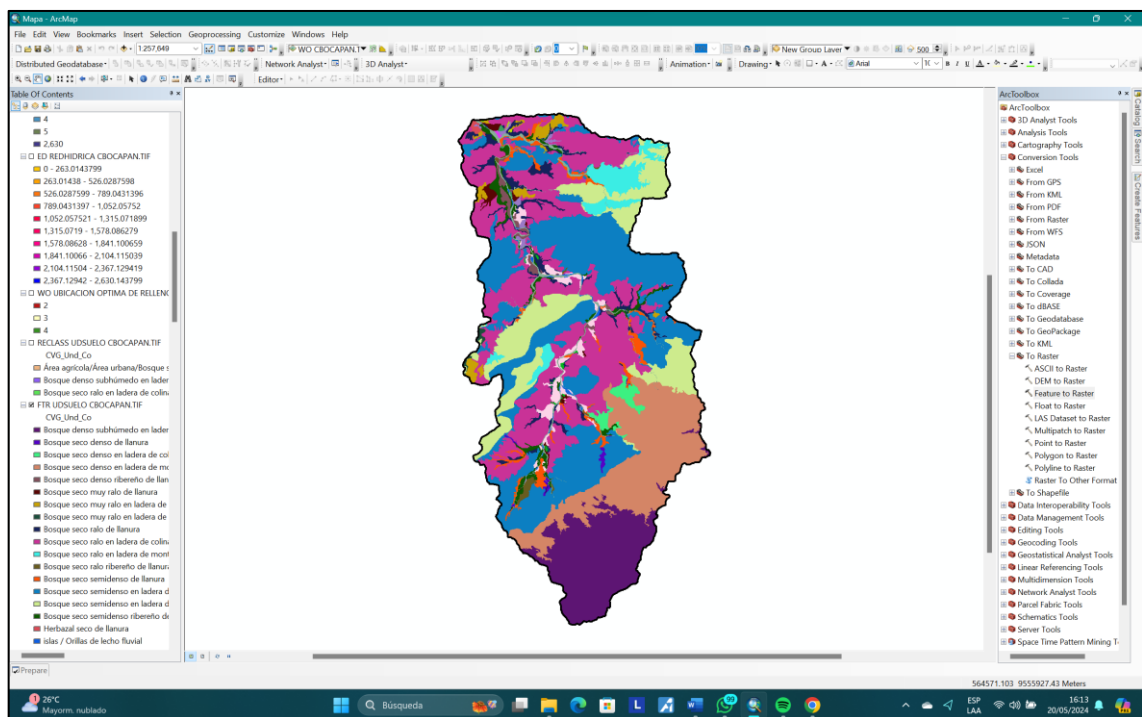 Mapa - ArcMap
File Edit View Bookmarks Insert Selection Geoprocessing Customize Windows Help
1:257,649 WO CBOCAPAN.T New Group Layer 500
Distributed Geodatabase Network Analyst 3D Analyst Animation Drawing Arial 10 B I U A
Editor
Table Of Contents
4
5
2,630
ED REDHIDRICA CBOCAPAN.TIF
0 - 263.0143799
263.01438 - 526.0287598
526.0287599 - 789.0431396
789.0431397 - 1,052.05752
1,052.057521 - 1,315.071899
1,315.0719 - 1,578.086279
1,578.08628 - 1,841.100659
1,841.10066 - 2,104.115039
2,104.11504 - 2,367.129419
2,367.12942 - 2,630.143799
WO UBICACION OPTIMA DE RELLENO
2
3
4
RECLASS UDSUELO CBOCAPAN.TIF
CVG_Und_Co
Área agrícola/Área urbana/Bosque s
Bosque denso subhúmedo en lader
Bosque seco ralo en ladera de colina
FTR UDSUELO CBOCAPAN.TIF
CVG_Und_Co
Bosque denso subhúmedo en lader
Bosque seco denso de llanura
Bosque seco denso en ladera de col
Bosque seco denso en ladera de mo
Bosque seco denso ribereño de llan
Bosque seco muy ralo de llanura
Bosque seco muy ralo en ladera de
Bosque seco muy ralo en ladera de
Bosque seco ralo de llanura
Bosque seco ralo en ladera de colina
Bosque seco ralo en ladera de mont
Bosque seco ralo ribereño de llanura
Bosque seco semidenso de llanura
Bosque seco semidenso en ladera d
Bosque seco semidenso en ladera d
Bosque seco semidenso ribereño de
Herbazal seco de llanura
islas / Orillas de lecho fluvial
Prepare
ArcToolbox
ArcToolbox
3D Analyst Tools
Analysis Tools
Cartography Tools
Conversion Tools
Excel
From GPS
From KML
From PDF
From Raster
From WFS
JSON
Metadata
To CAD
To Collada
To Coverage
To dBASE
To Geodatabase
To GeoPackage
To KML
To Raster
ASCII to Raster
DEM to Raster
Feature to Raster
Float to Raster
LAS Dataset to Raster
Multipatch to Raster
Point to Raster
Polygon to Raster
Polyline to Raster
Raster To Other Format
To Shapefile
Data Interoperability Tools
Data Management Tools
Editing Tools
Geocoding Tools
Geostatistical Analyst Tools
Linear Referencing Tools
Multidimension Tools
Network Analyst Tools
Parcel Fabric Tools
Schematics Tools
Server Tools
Space Time Pattern Mining T
Catalog
Search
Create Features
564571.103 9555927.43 Meters
26°C
Mayorm. nublado
Búsqueda
99
ESP
LAA
16:13
20/05/2024